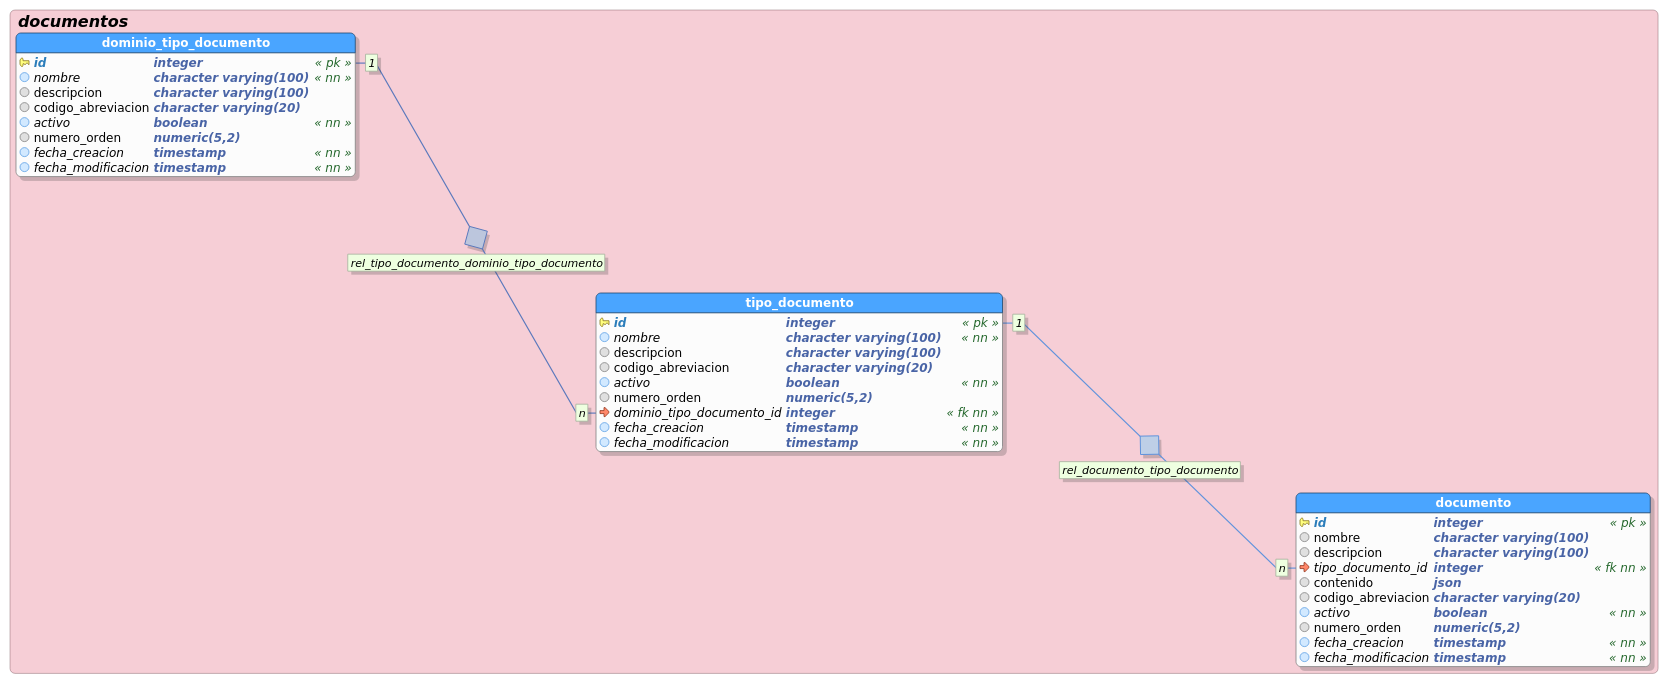 documentos
dominio_tipo_documento
id integer « pk »
nombre character varying(100) « nn »
descripcion character varying(100)
codigo_abreviacion character varying(20)
activo boolean « nn »
numero_orden numeric(5,2)
fecha_creacion timestamp « nn »
fecha_modificacion timestamp « nn »
1
rel_tipo_documento_dominio_tipo_documento
n
tipo_documento
id integer « pk »
nombre character varying(100) « nn »
descripcion character varying(100)
codigo_abreviacion character varying(20)
activo boolean « nn »
numero_orden numeric(5,2)
dominio_tipo_documento_id integer « fk nn »
fecha_creacion timestamp « nn »
fecha_modificacion timestamp « nn »
1
rel_documento_tipo_documento
n
documento
id integer « pk »
nombre character varying(100)
descripcion character varying(100)
tipo_documento_id integer « fk nn »
contenido json
codigo_abreviacion character varying(20)
activo boolean « nn »
numero_orden numeric(5,2)
fecha_creacion timestamp « nn »
fecha_modificacion timestamp « nn »